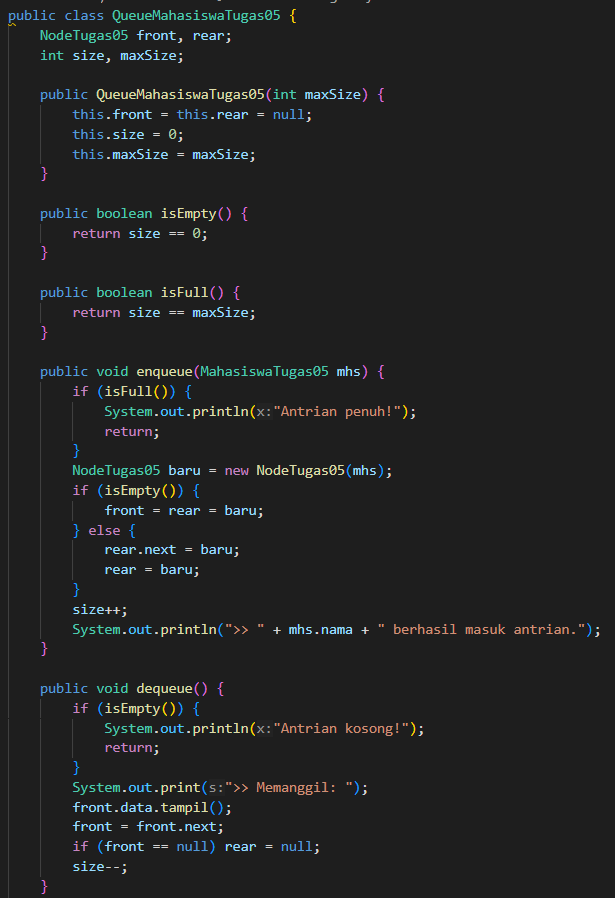 public class QueueMahasiswaTugas05 {
    NodeTugas05 front, rear;
    int size, maxSize;

    public QueueMahasiswaTugas05(int maxSize) {
        this.front = this.rear = null;
        this.size = 0;
        this.maxSize = maxSize;
    }

    public boolean isEmpty() {
        return size == 0;
    }

    public boolean isFull() {
        return size == maxSize;
    }

    public void enqueue(MahasiswaTugas05 mhs) {
        if (isFull()) {
            System.out.println(x:"Antrian penuh!");
            return;
        }
        NodeTugas05 baru = new NodeTugas05(mhs);
        if (isEmpty()) {
            front = rear = baru;
        } else {
            rear.next = baru;
            rear = baru;
        }
        size++;
        System.out.println(">> " + mhs.nama + " berhasil masuk antrian.");
    }

    public void dequeue() {
        if (isEmpty()) {
            System.out.println(x:"Antrian kosong!");
            return;
        }
        System.out.print(s:">> Memanggil: ");
        front.data.tampil();
        front = front.next;
        if (front == null) rear = null;
        size--;
    }